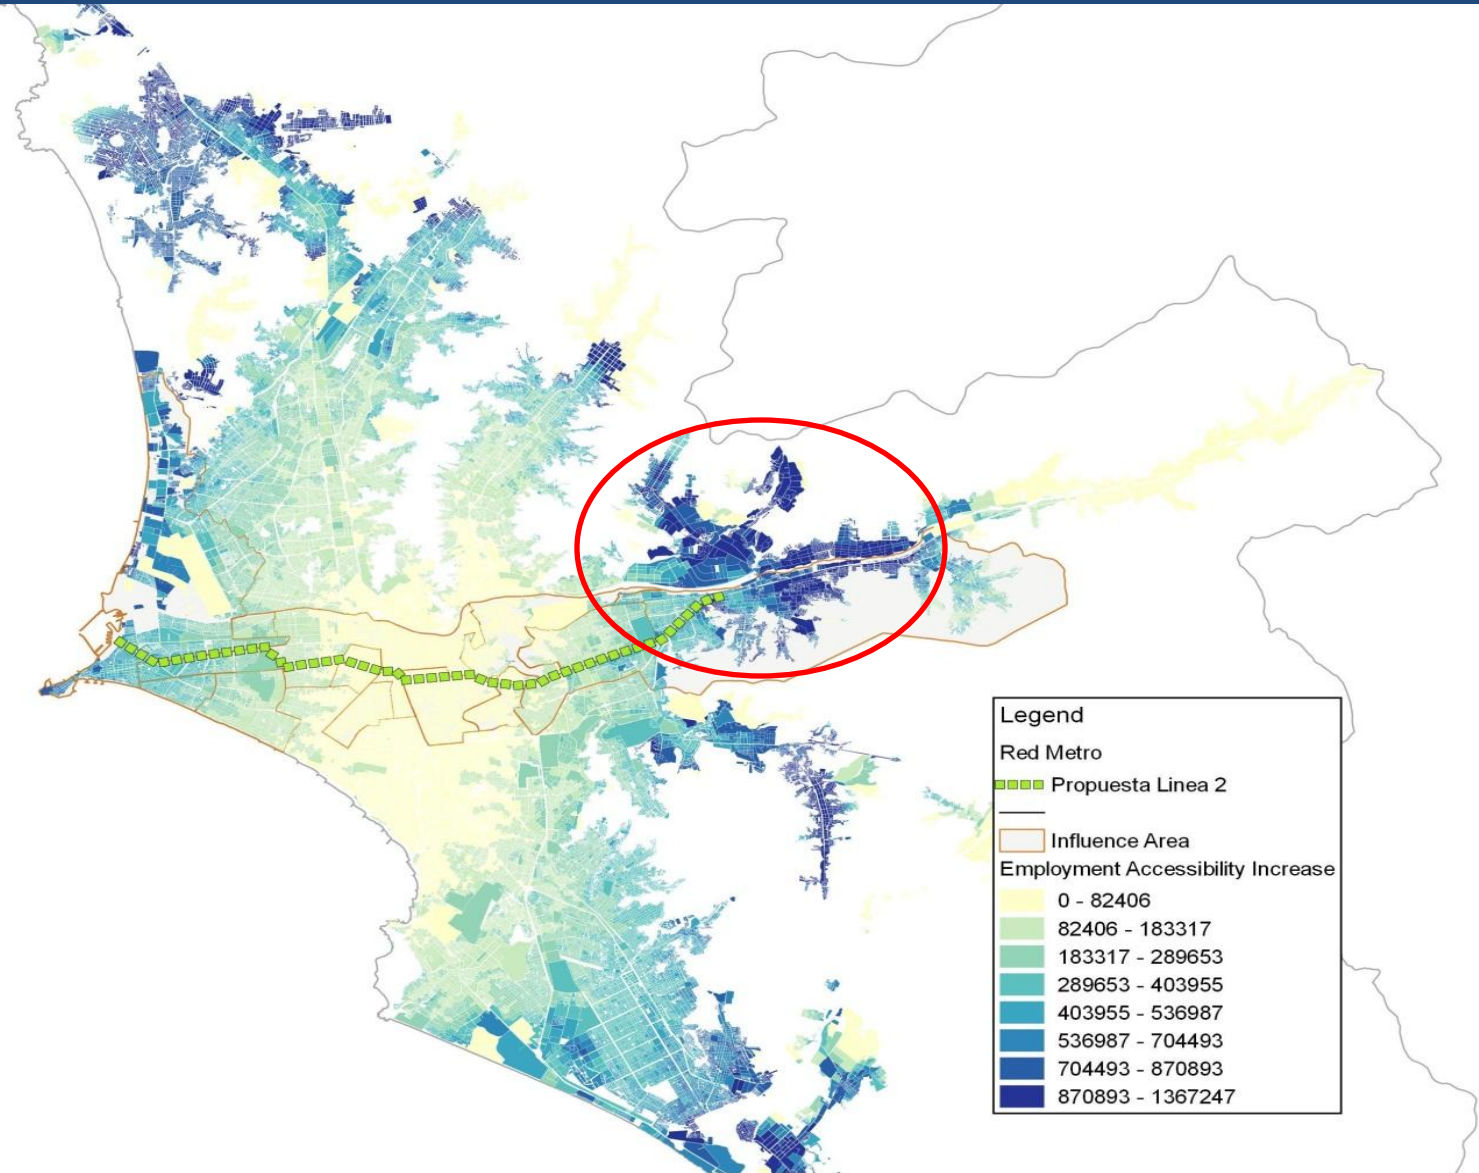 Legend
Red Metro
Propuesta Linea 2
Influence Area
Employment Accessibility Increase
0 - 82406
82406 - 183317
183317 - 289653
289653 - 403955
403955 - 536987
536987 - 704493
704493 - 870893
870893 - 1367247